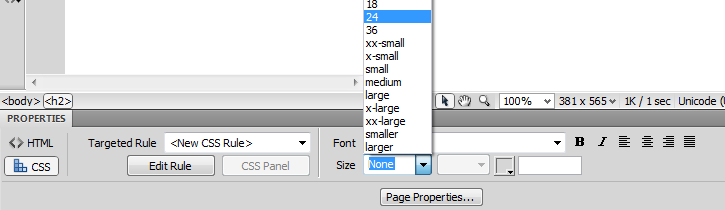 18
24
36
xx-small
x-small
small
medium
large
x-large
xx-large
smaller
larger
<body> <h2>
100% 381 x 565 1K / 1 sec Unicode (
PROPERTIES
<> HTML Targeted Rule <New CSS Rule> Font B I
CSS Edit Rule CSS Panel Size None
Page Properties...